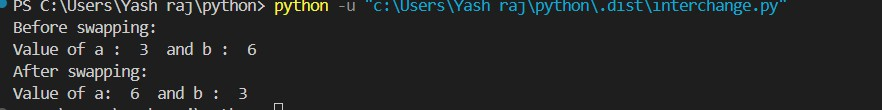 PS C:\Users\Yash raj\python> python -u "c:\Users\Yash raj\python\.dist\interchange.py"
Before swapping:
Value of a :  3  and b :  6
After swapping:
Value of a:  6  and b :  3